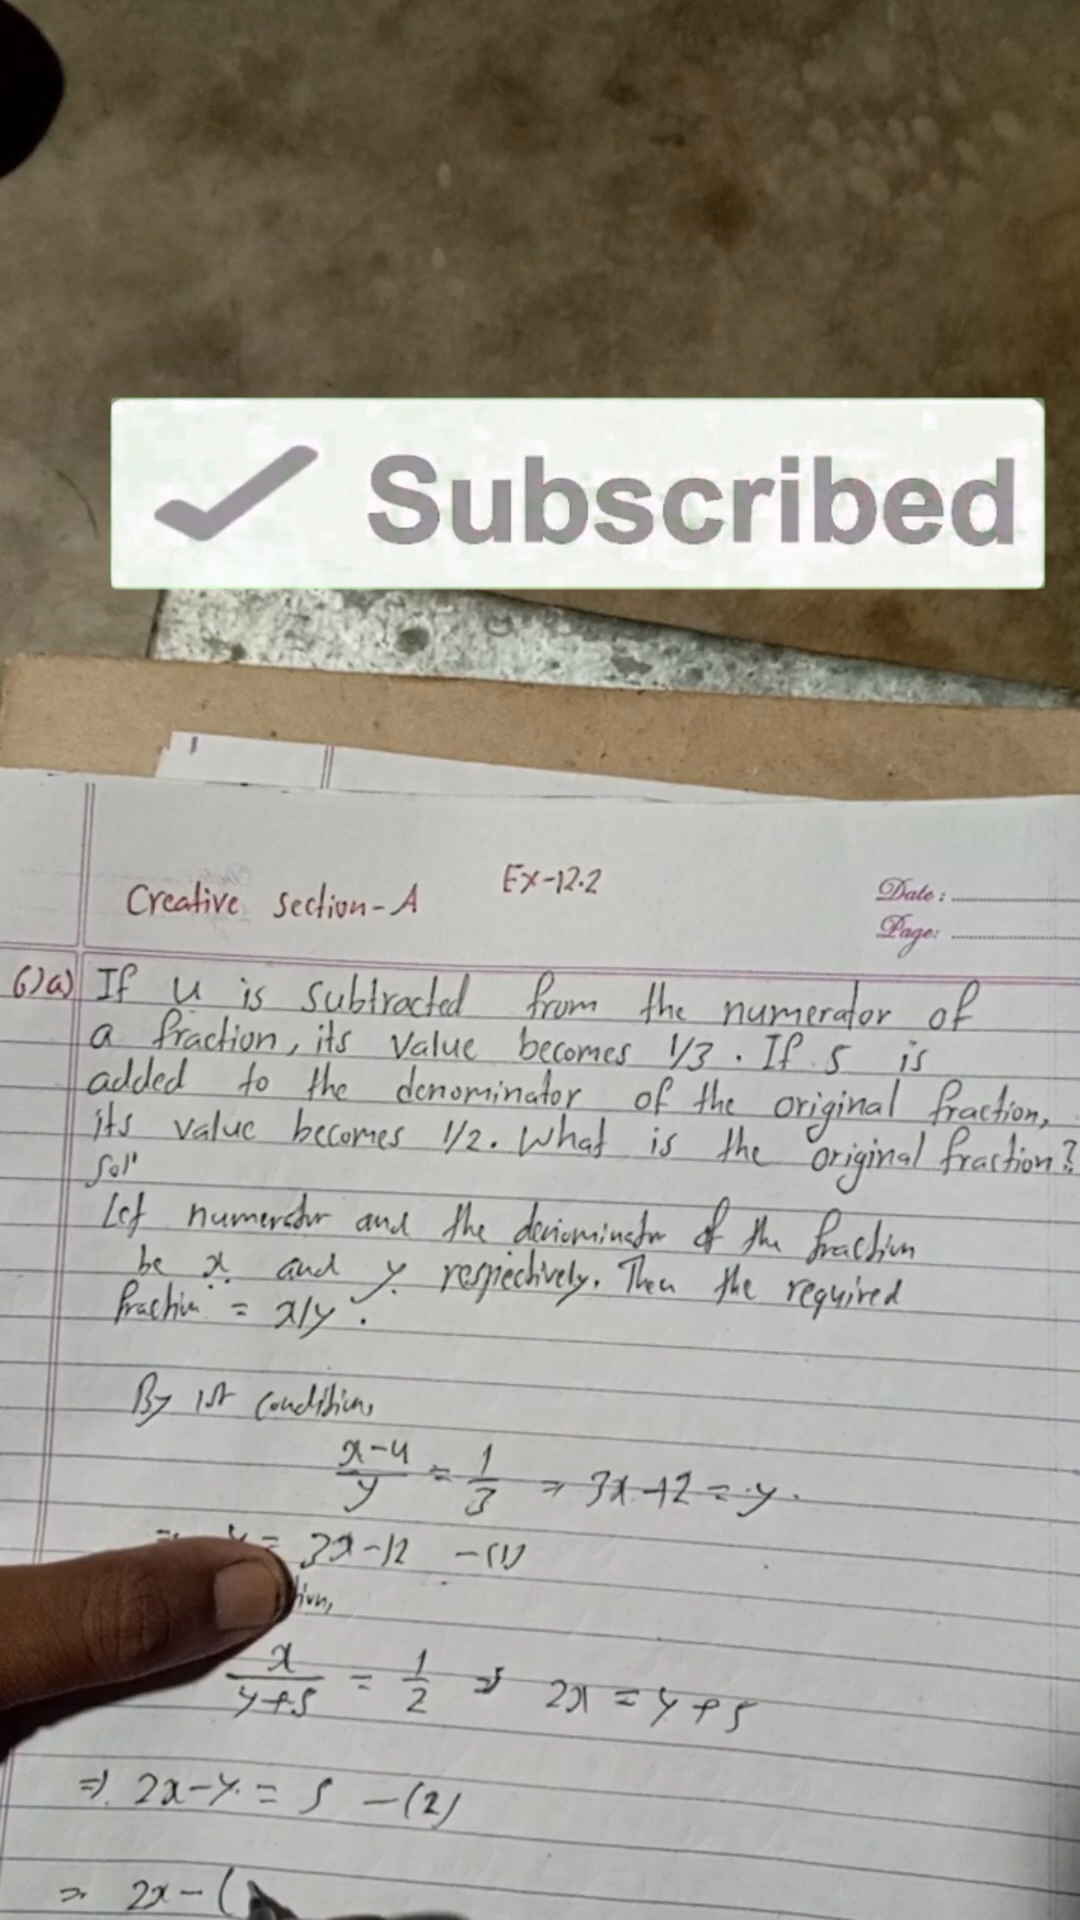 Subscribed
Creative section-A Ex-12.2
Date:
Page:
6)a) If 4 is subtracted from the numerator of
a fraction, its value becomes 1/3. If 5 is
added to the denominator of the original fraction,
its value becomes 1/2. What is the original fraction?
Solⁿ
Let numerator and the denominator of the fraction
be x and y respectively. Then the required
fraction = x/y.
By 1st condition,
x-4/y = 1/3 ⇒ 3x-12 = y.
y = 3x-12 -(1)
x/y+5 = 1/2 ⇒ 2x = y+5
⇒ 2x-y = 5 -(2)
⇒ 2x-(